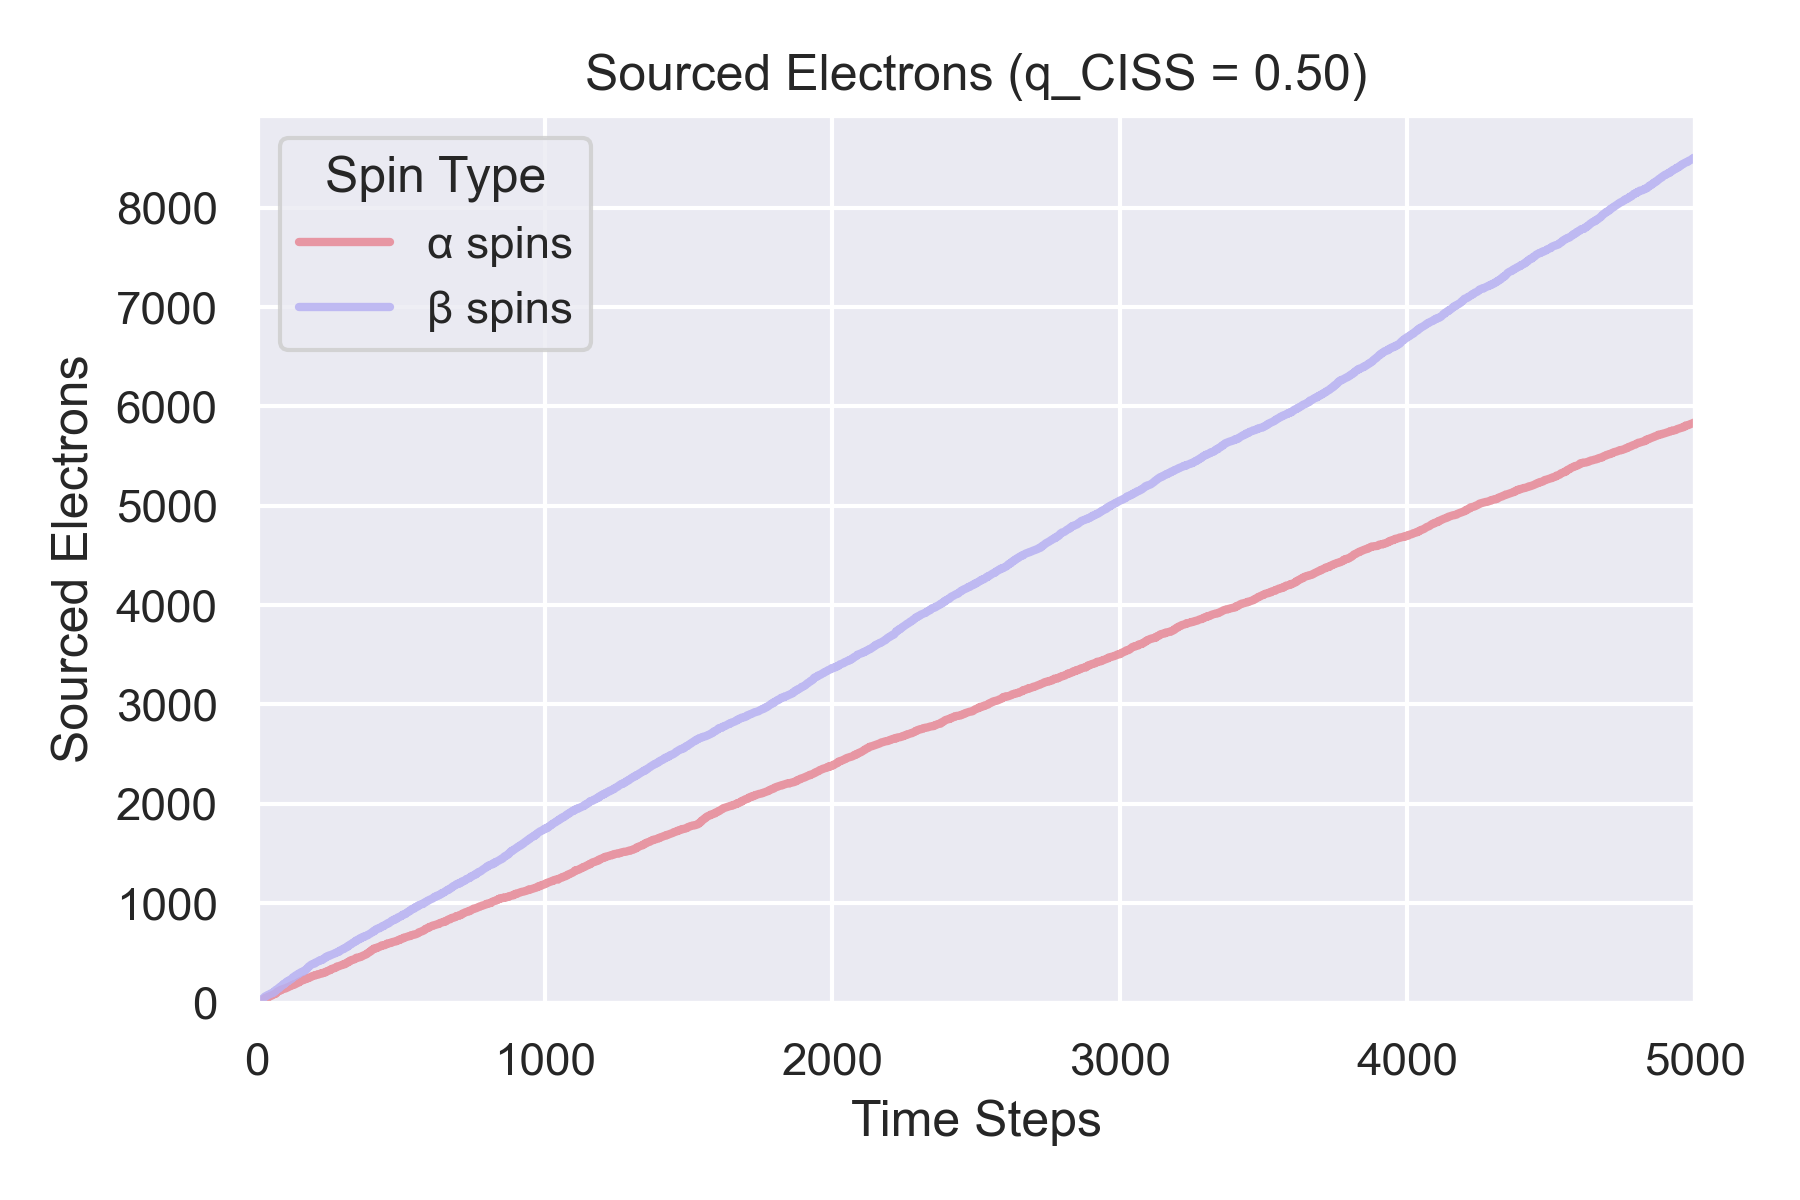 Sourced Electrons (q_CISS = 0.50)
Spin Type
α spins
β spins
Sourced Electrons
8000
7000
6000
5000
4000
3000
2000
1000
0
0 1000 2000 3000 4000 5000
Time Steps